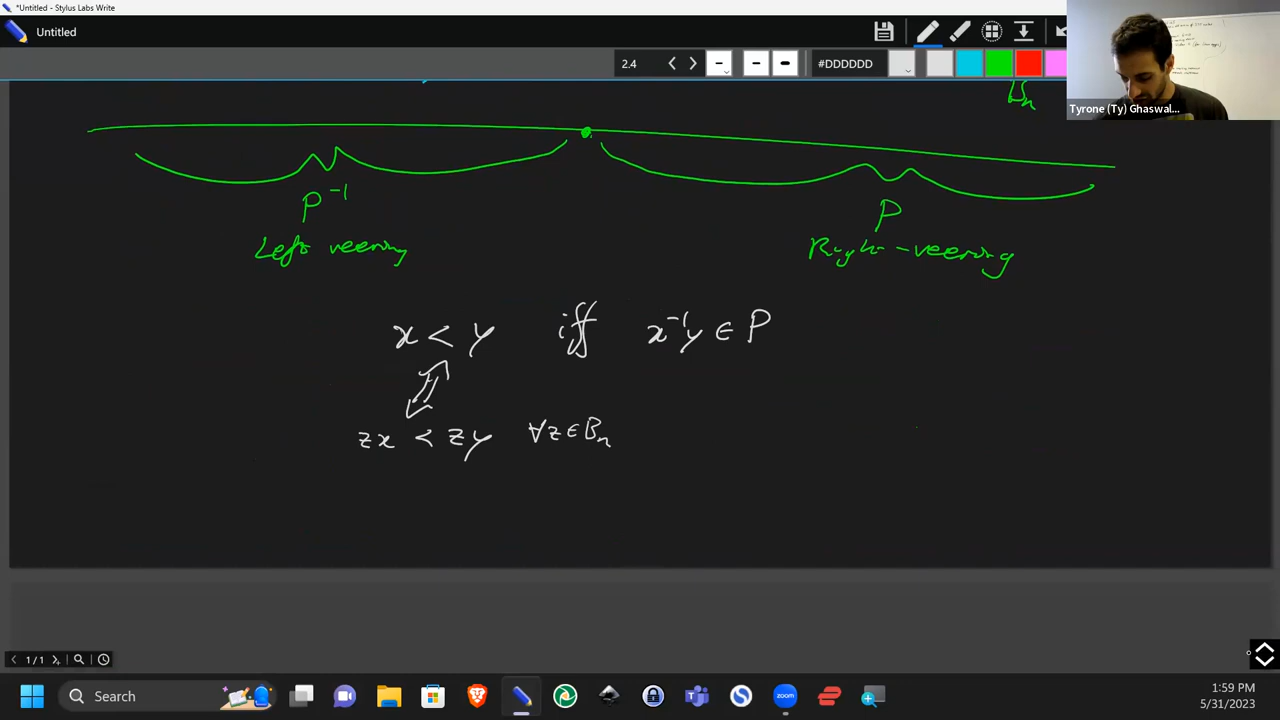 *Untitled - Stylus Labs Write
Untitled
2.4 #DDDDDD
Tyrone (Ty) Ghaswal...
Bn
P⁻¹ P
Left veering Right-veering
x < y iff x⁻¹y ∈ P
zx < zy ∀z∈Bn
1/1
Search
1:59 PM
5/31/2023